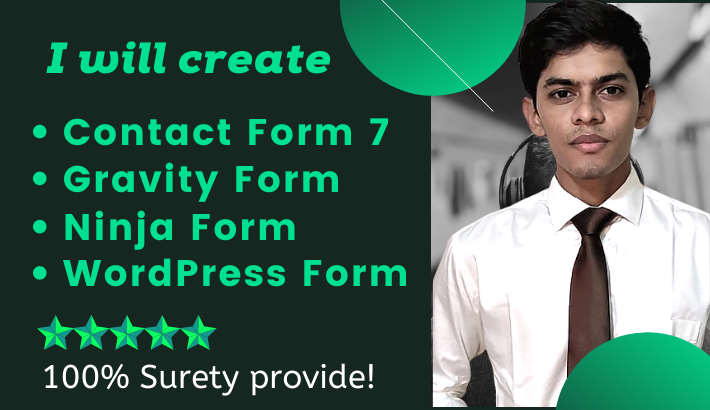 I will create
• Contact Form 7
• Gravity Form
• Ninja Form
• WordPress Form
100% Surety provide!